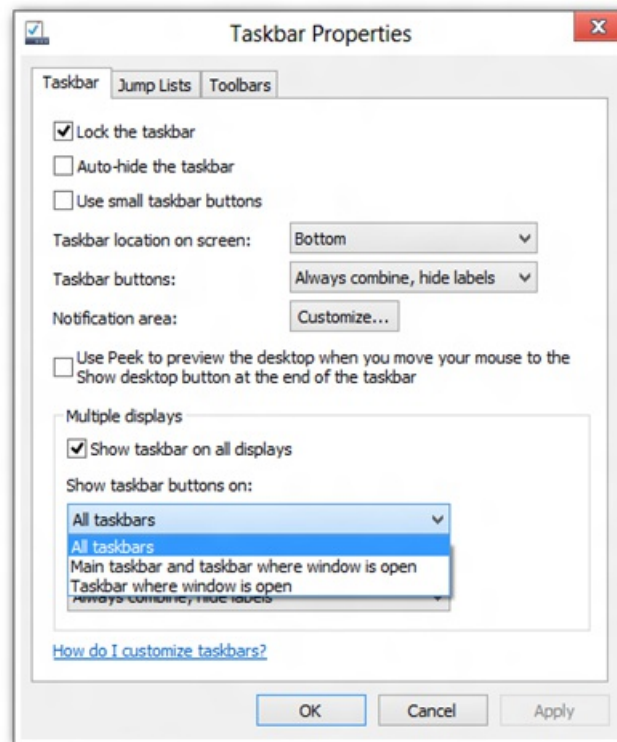 Taskbar Properties
Taskbar
Jump Lists
Toolbars
Lock the taskbar
Auto-hide the taskbar
Use small taskbar buttons
Taskbar location on screen:
Bottom
Taskbar buttons:
Always combine, hide labels
Notification area:
Customize...
Use Peek to preview the desktop when you move your mouse to the
Show desktop button at the end of the taskbar
Multiple displays
Show taskbar on all displays
Show taskbar buttons on:
All taskbars
All taskbars
Main taskbar and taskbar where window is open
Taskbar where window is open
Always combine, hide labels
How do I customize taskbars?
OK
Cancel
Apply